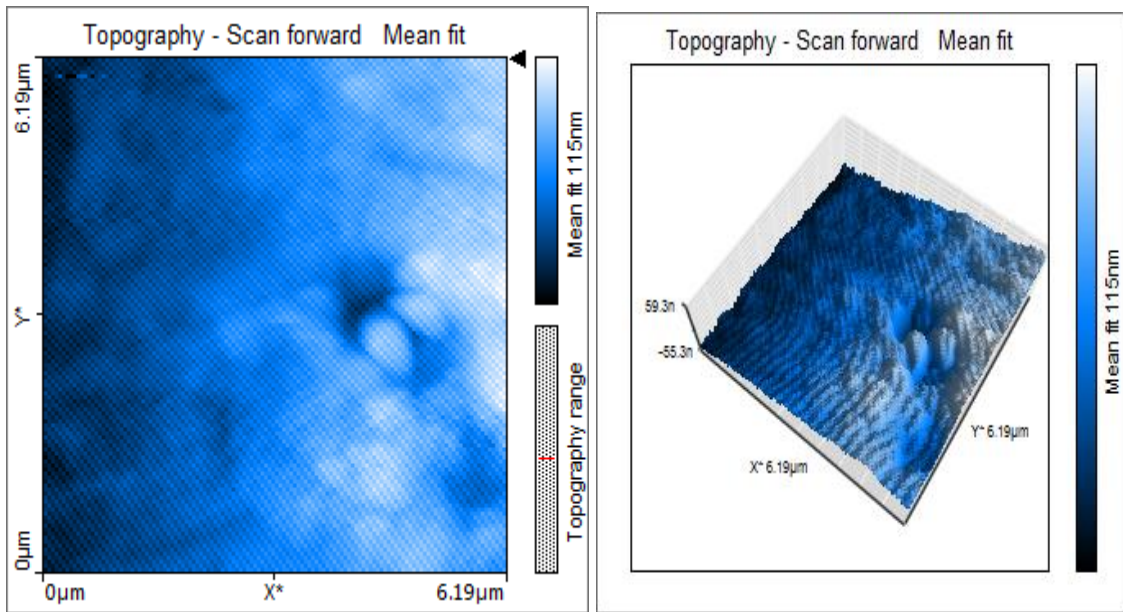 Topography - Scan forward Mean fit
6.19µm
Y*
0µm
0µm X* 6.19µm
Mean fit 115nm
Topography range
Topography - Scan forward Mean fit
59.3n
-55.3n
X* 6.19µm
Y* 6.19µm
Mean fit 115nm